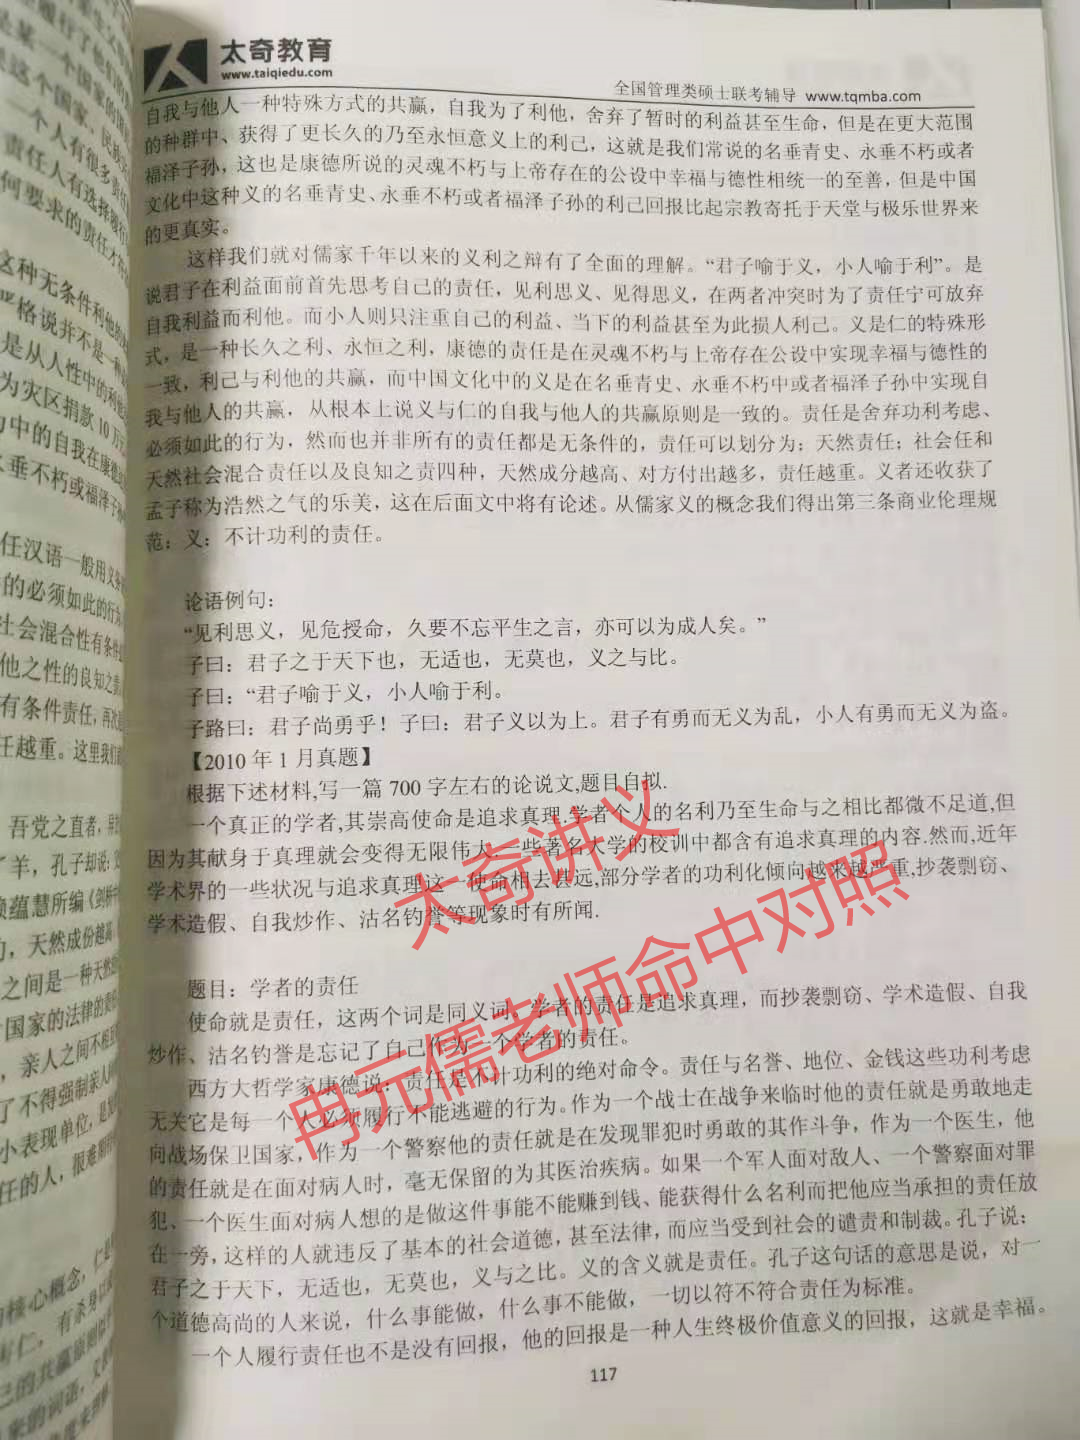 太奇教育
www.taiqiedu.com
全国管理类硕士联考辅导 www.tqmba.com
自我与他人一种特殊方式的共赢，自我为了利他，舍弃了暂时的利益甚至生命，但是在更大范围
的种群中、获得了更长久的乃至永恒意义上的利己，这就是我们常说的名垂青史、永垂不朽或者
福泽子孙，这也是康德所说的灵魂不朽与上帝存在的公设中幸福与德性相统一的至善，但是中国
文化中这种义的名垂青史、永垂不朽或者福泽子孙的利己回报比起宗教寄托于天堂与极乐世界来
的更真实。
这样我们就对儒家千年以来的义利之辩有了全面的理解。“君子喻于义，小人喻于利”。是
说君子在利益面前首先思考自己的责任，见利思义、见得思义，在两者冲突时为了责任宁可放弃
自我利益而利他。而小人则只注重自己的利益、当下的利益甚至为此损人利己。义是仁的特殊形
式，是一种长久之利、永恒之利，康德的责任是在灵魂不朽与上帝存在公设中实现幸福与德性的
一致，利己与利他的共赢，而中国文化中的义是在名垂青史、永垂不朽中或者福泽子孙中实现自
我与他人的共赢，从根本上说义与仁的自我与他人的共赢原则是一致的。责任是舍弃功利考虑、
必须如此的行为，然而也并非所有的责任都是无条件的，责任可以划分为：天然责任；社会任和
天然社会混合责任以及良知之责四种，天然成分越高、对方付出越多，责任越重。义者还收获了
孟子称为浩然之气的乐美，这在后面文中将有论述。从儒家义的概念我们得出第三条商业伦理规
范：义：不计功利的责任。
论语例句：
“见利思义，见危授命，久要不忘平生之言，亦可以为成人矣。”
子曰：君子之于天下也，无适也，无莫也，义之与比。
子曰：“君子喻于义，小人喻于利。
子路曰：君子尚勇乎！子曰：君子义以为上。君子有勇而无义为乱，小人有勇而无义为盗。
【2010 年 1 月真题】
根据下述材料,写一篇 700 字左右的论说文,题目自拟.
一个真正的学者,其崇高使命是追求真理.学者个人的名利乃至生命与之相比都微不足道,但
因为其献身于真理就会变得无限伟大.一些著名大学的校训中都含有追求真理的内容.然而,近年
学术界的一些状况与追求真理这一使命相去甚远,部分学者的功利化倾向越来越严重,抄袭剽窃、
学术造假、自我炒作、沽名钓誉等现象时有所闻.
题目：学者的责任
使命就是责任，这两个词是同义词，学者的责任是追求真理，而抄袭剽窃、学术造假、自我
炒作、沽名钓誉是忘记了自己作为一个学者的责任。
西方大哲学家康德说：责任是不计功利的绝对命令。责任与名誉、地位、金钱这些功利考虑
无关它是每一个人必须履行不能逃避的行为。作为一个战士在战争来临时他的责任就是勇敢地走
向战场保卫国家，作为一个警察他的责任就是在发现罪犯时勇敢的其作斗争，作为一个医生，他
的责任就是在面对病人时，毫无保留的为其医治疾病。如果一个军人面对敌人、一个警察面对罪
犯、一个医生面对病人想的是做这件事能不能赚到钱、能获得什么名利而把他应当承担的责任放
在一旁，这样的人就违反了基本的社会道德，甚至法律，而应当受到社会的谴责和制裁。孔子说：
君子之于天下，无适也，无莫也，义与之比。义的含义就是责任。孔子这句话的意思是说，对一
个道德高尚的人来说，什么事能做，什么事不能做，一切以符不符合责任为标准。
一个人履行责任也不是没有回报，他的回报是一种人生终极价值意义的回报，这就是幸福。
117
太奇讲义
冉元儒老师命中对照